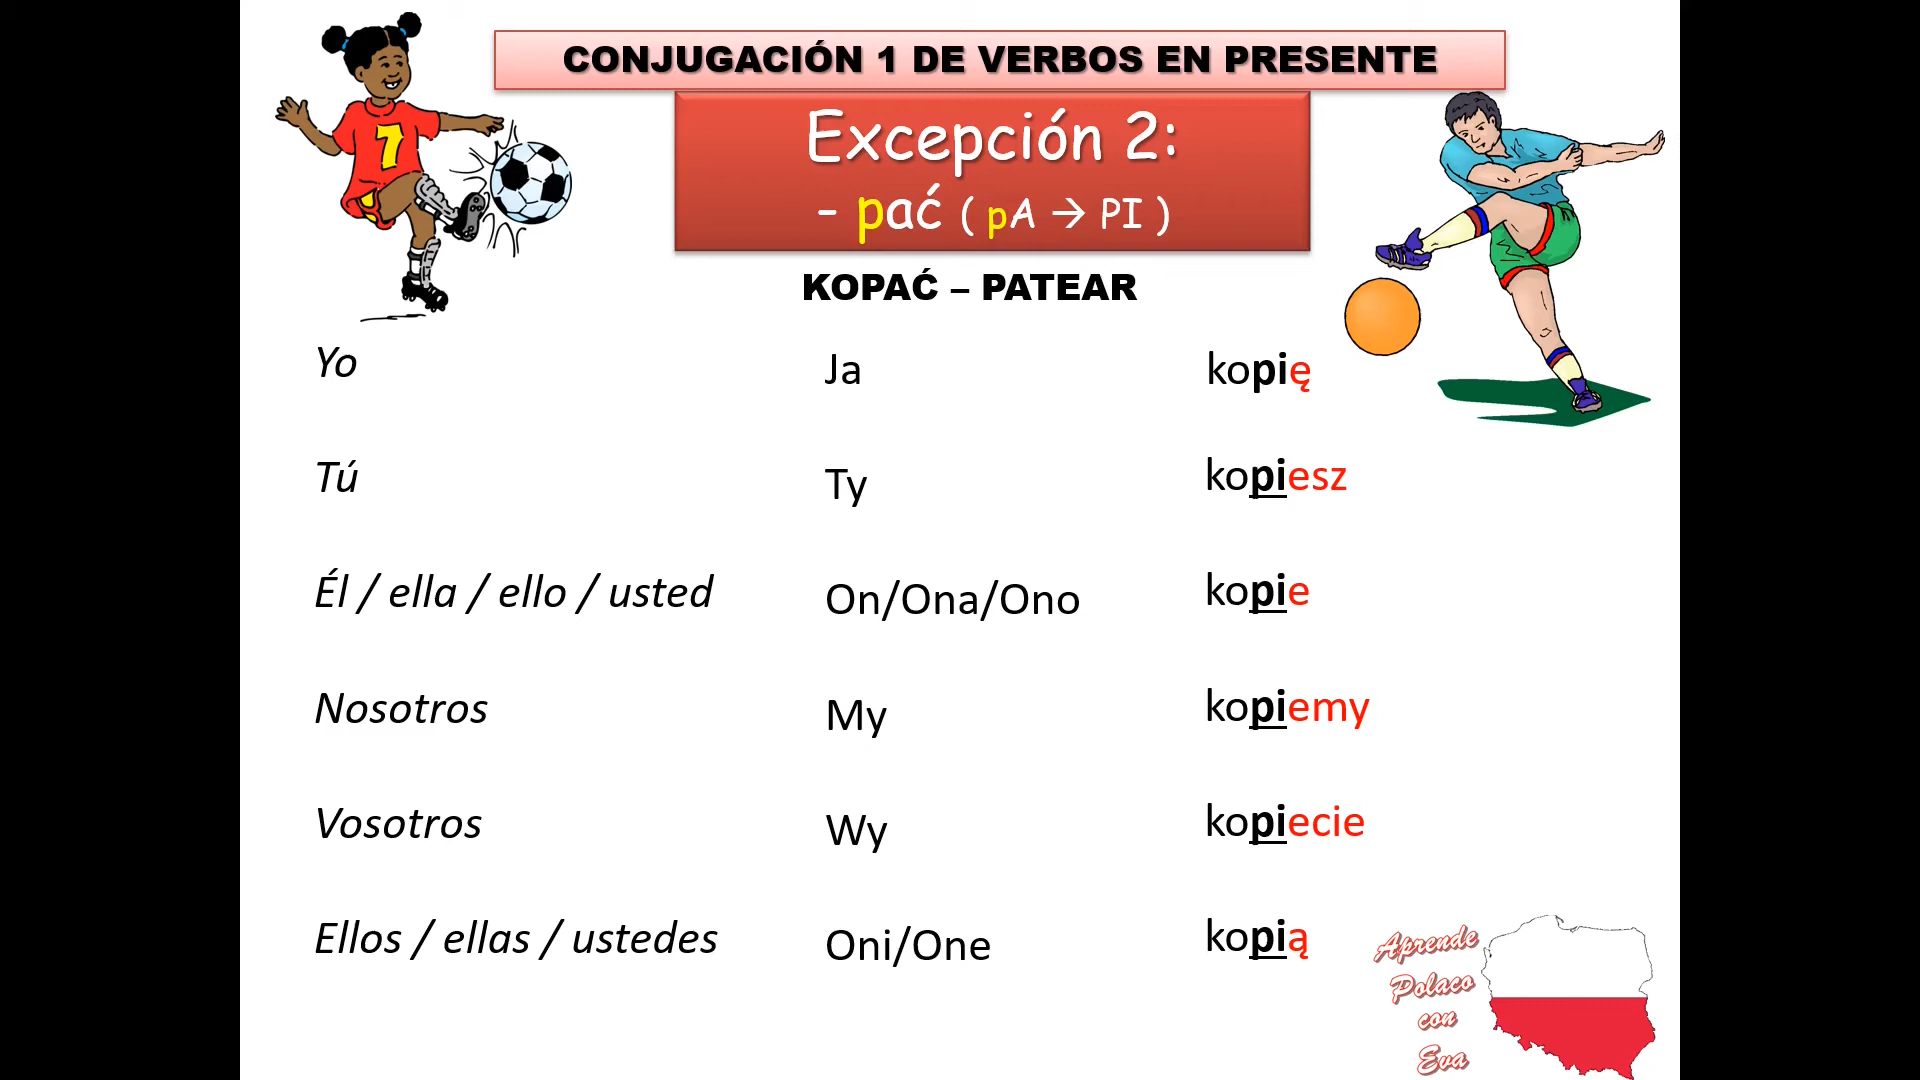 CONJUGACIÓN 1 DE VERBOS EN PRESENTE
Excepción 2:
- pać ( pA → PI )
KOPAĆ – PATEAR
7
Yo Ja kopię
Tú Ty kopiesz
Él / ella / ello / usted On/Ona/Ono kopie
Nosotros My kopiemy
Vosotros Wy kopiecie
Ellos / ellas / ustedes Oni/One kopią
Aprende
Polaco
con
Eva